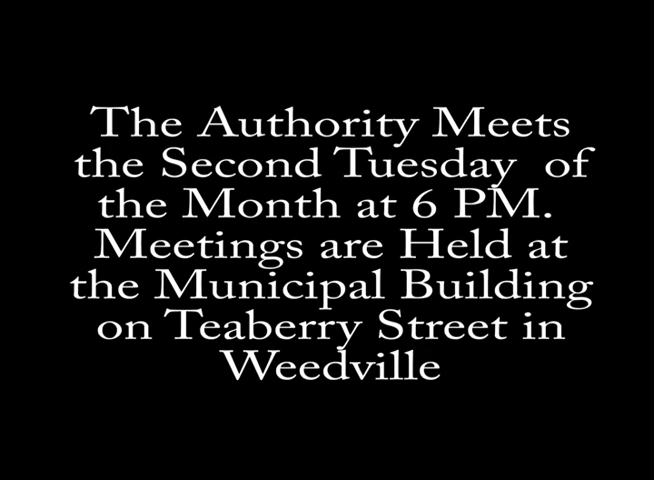 The Authority Meets
the Second Tuesday  of
the Month at 6 PM.
Meetings are Held at
the Municipal Building
on Teaberry Street in
Weedville